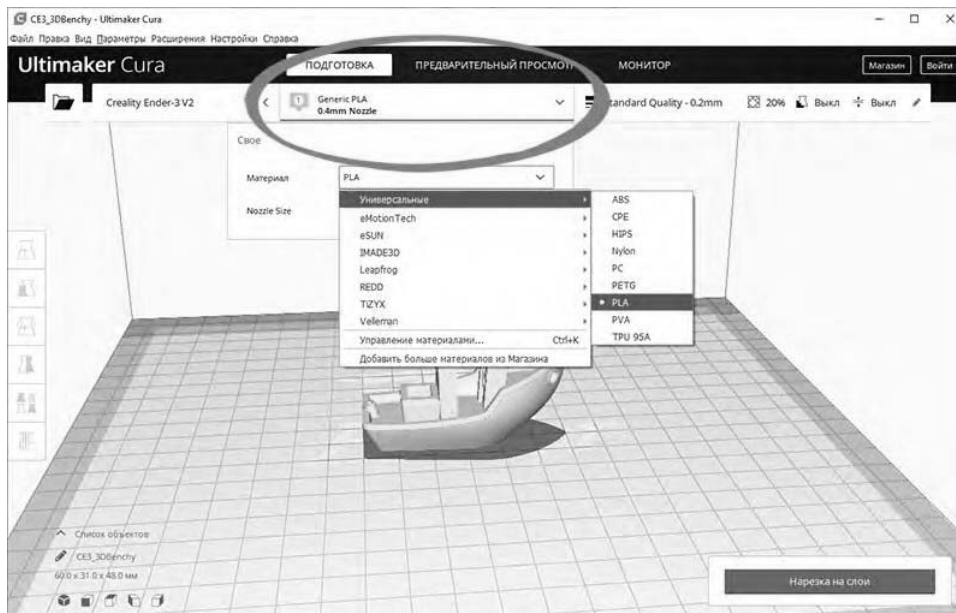 CE3_3DBenchy - Ultimaker Cura
Файл Правка Вид Параметры Расширения Настройки Справка
Ultimaker Cura
ПОДГОТОВКА
ПРЕДВАРИТЕЛЬНЫЙ ПРОСМОТР
МОНИТОР
Магазин
Войти
Creality Ender-3 V2
1
Generic PLA
0.4mm Nozzle
Standard Quality - 0.2mm
20%
Выкл
Выкл
Свое
Материал
PLA
Nozzle Size
Универсальные
eMotionTech
eSUN
IMADE3D
Leapfrog
REDD
TIZYX
Velleman
Управление материалами... Ctrl+K
Добавить больше материалов из Магазина
ABS
CPE
HIPS
Nylon
PC
PETG
PLA
PVA
TPU 95A
Список объектов
CE3_3DBenchy
60.0 x 31.0 x 48.0 мм
Нарезка на слои